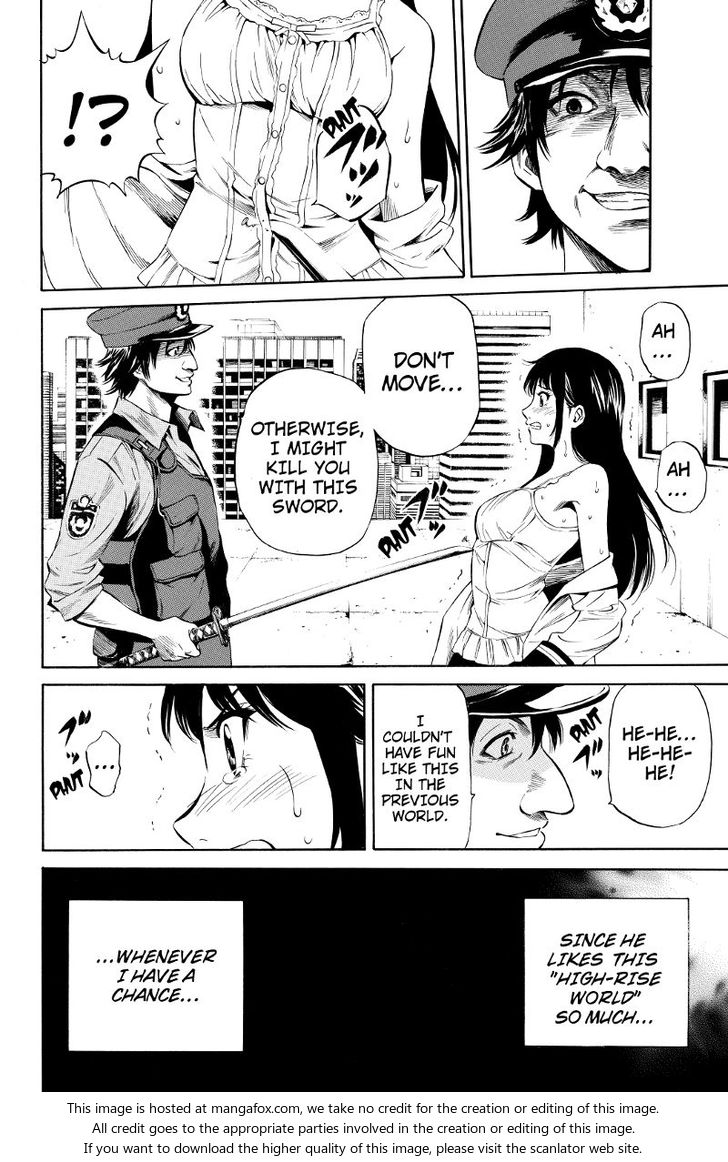 PHUT
!?
AH
...
AH
...
DON'T
MOVE...
OTHERWISE,
I MIGHT
KILL YOU
WITH THIS
SWORD.
PHUT
HE-HE...
HE-HE-
HE!
PHUT
I
COULDN'T
HAVE FUN
LIKE THIS
IN THE
PREVIOUS
WORLD.
...
PHUT
SINCE HE
LIKES THIS
"HIGH-RISE
WORLD"
SO MUCH...
...WHENEVER
I HAVE A
CHANCE...
This image is hosted at mangafox.com, we take no credit for the creation or editing of this image.
All credit goes to the appropriate parties involved in the creation or editing of this image.
If you want to download the higher quality of this image, please visit the scanlator web site.